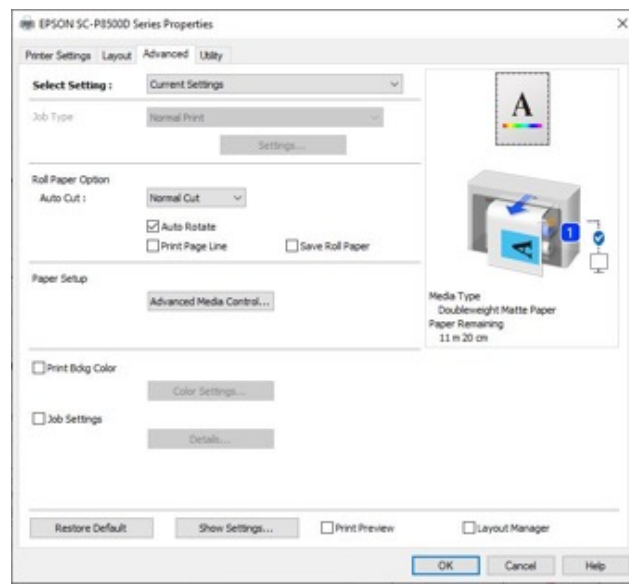 EPSON SC-P8500D Series Properties
Printer Settings Layout Advanced Utility
Select Setting : Current Settings
Job Type Normal Print
Settings...
Roll Paper Option
Auto Cut : Normal Cut
Auto Rotate
Print Page Line Save Roll Paper
Paper Setup
Advanced Media Control...
A
1
A
Media Type
Doubleweight Matte Paper
Paper Remaining
11 m 20 cm
Print Bckg Color
Color Settings...
Job Settings
Details...
Restore Default Show Settings... Print Preview Layout Manager
OK Cancel Help